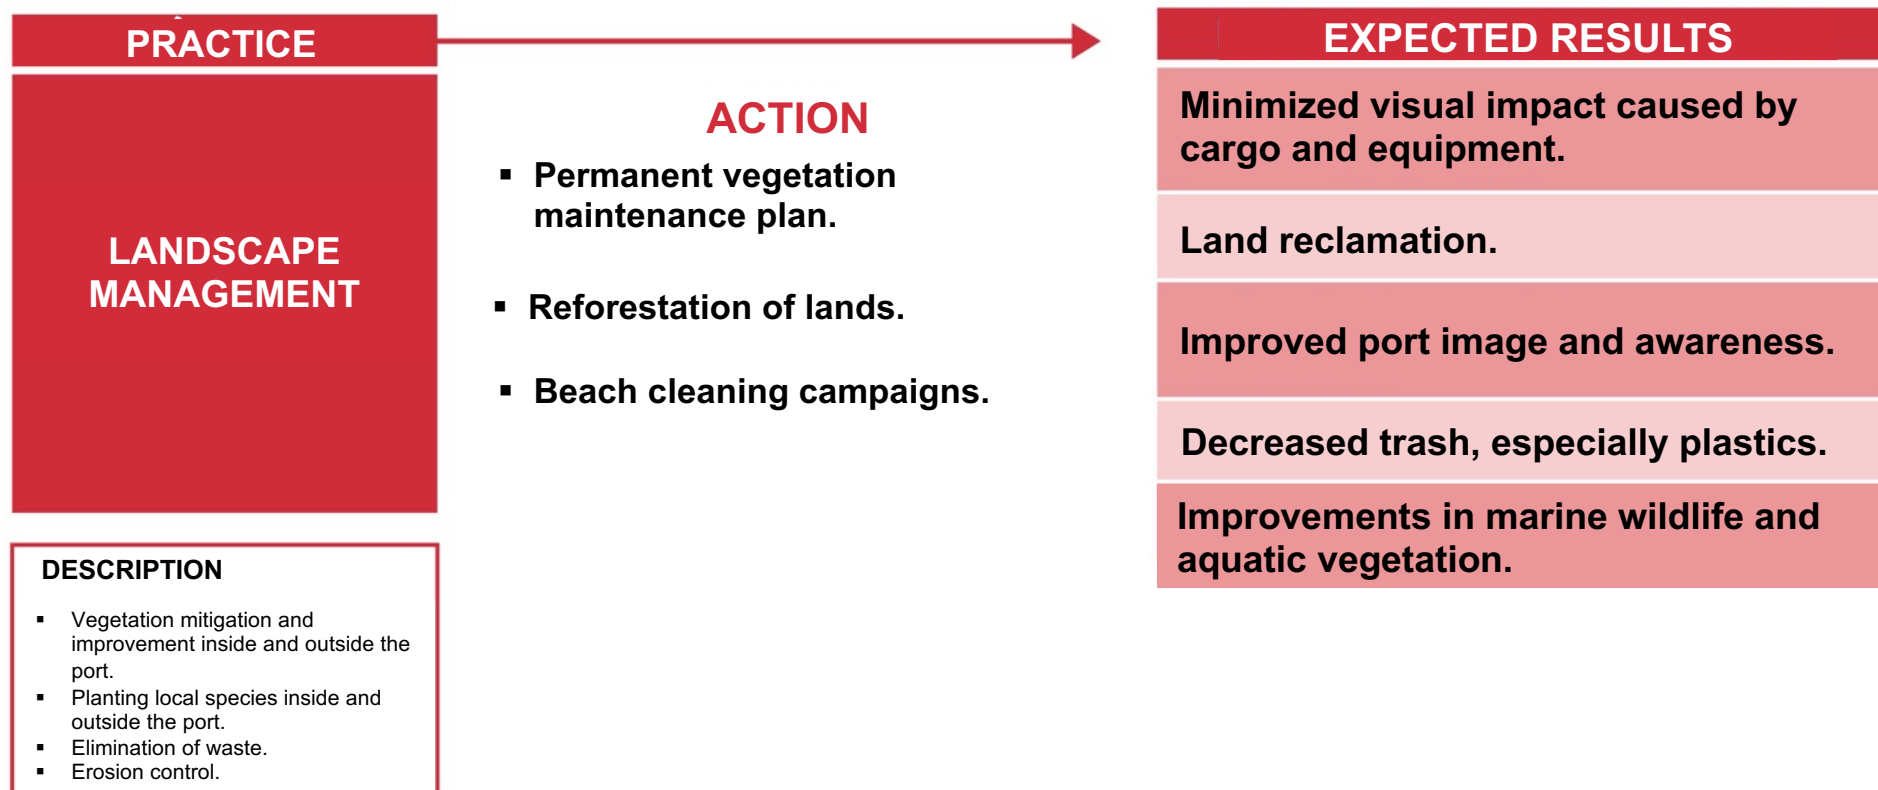 PRACTICE
LANDSCAPE
MANAGEMENT
DESCRIPTION
▪ Vegetation mitigation and
improvement inside and outside the
port.
▪ Planting local species inside and
outside the port.
▪ Elimination of waste.
▪ Erosion control.
ACTION
▪ Permanent vegetation
maintenance plan.
▪ Reforestation of lands.
▪ Beach cleaning campaigns.
EXPECTED RESULTS
Minimized visual impact caused by
cargo and equipment.
Land reclamation.
Improved port image and awareness.
Decreased trash, especially plastics.
Improvements in marine wildlife and
aquatic vegetation.